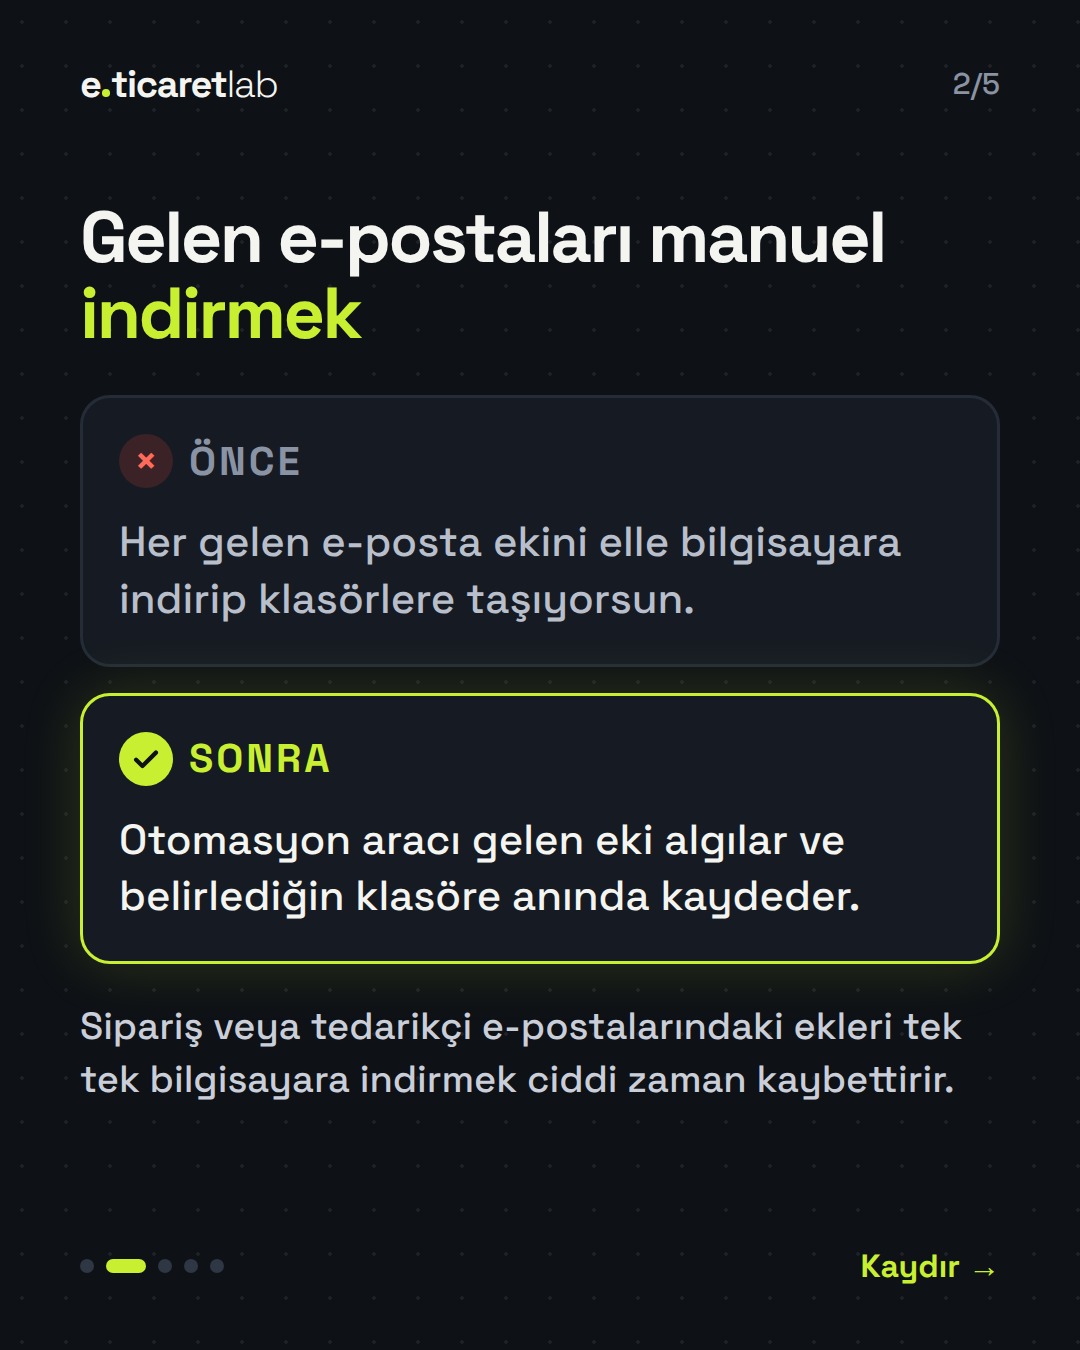 e.ticaretlab
2/5
Gelen e-postaları manuel
indirmek
ÖNCE
Her gelen e-posta ekini elle bilgisayara
indirip klasörlere taşıyorsun.
SONRA
Otomasyon aracı gelen eki algılar ve
belirlediğin klasöre anında kaydeder.
Sipariş veya tedarikçi e-postalarındaki ekleri tek
tek bilgisayara indirmek ciddi zaman kaybettirir.
Kaydır →